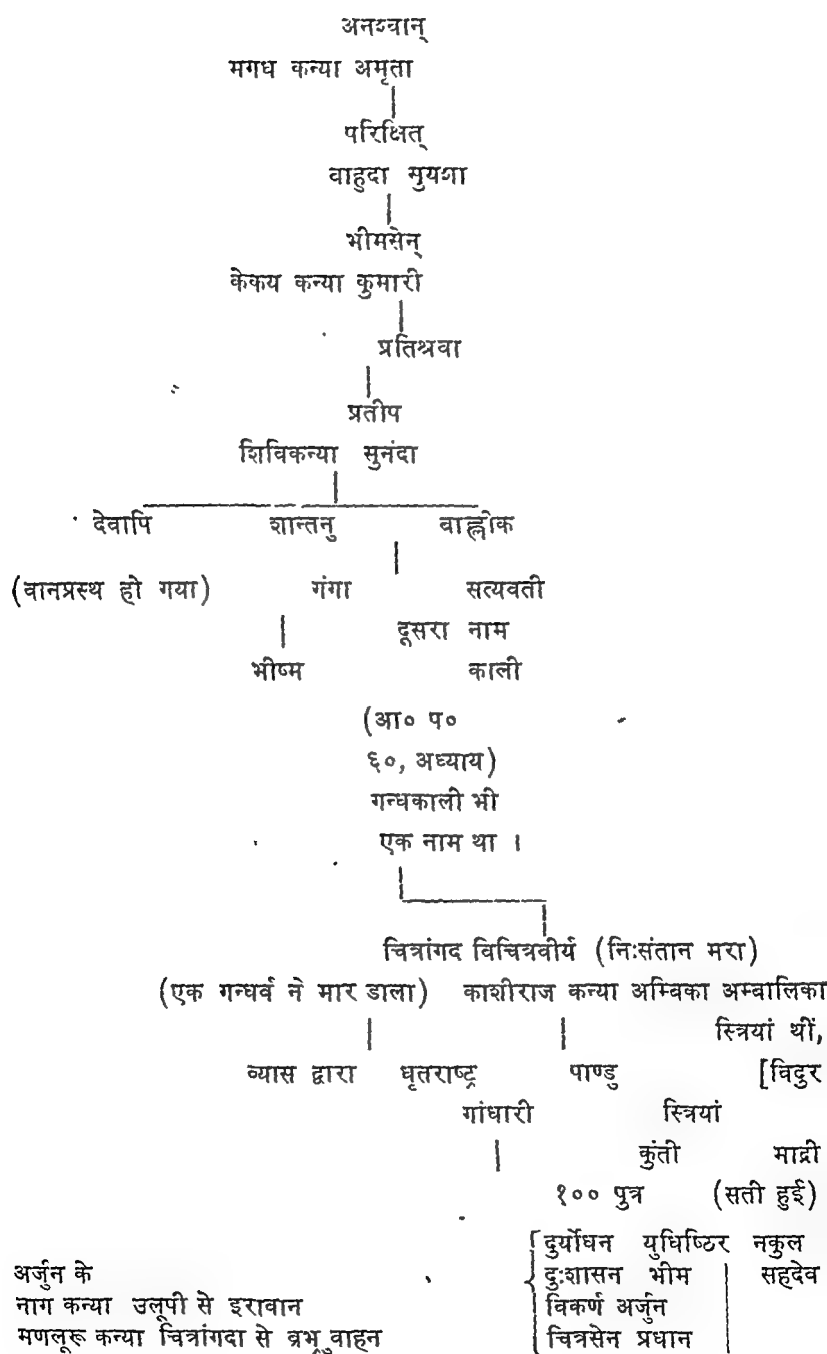 अनश्वान्
मगध कन्या अमृता
परिक्षित्
वाहुदा सुयशा
भीमसेन्
केकय कन्या कुमारी
प्रतिश्रवा
प्रतीप
शिविकन्या सुनंदा
देवापि शान्तनु वाह्लीक
(वानप्रस्थ हो गया) गंगा सत्यवती
दूसरा नाम
भीष्म काली
(आ० प०
६०, अध्याय)
गन्धकाली भी
एक नाम था ।
चित्रांगद विचित्रवीर्य (निःसंतान मरा)
(एक गन्धर्व ने मार डाला) काशीराज कन्या अम्विका अम्वालिका
स्त्रियां थीं,
व्यास द्वारा धृतराष्ट्र पाण्डु [विदुर
गांधारी स्त्रियां
कुंती माद्री
१०० पुत्र (सती हुई)
दुर्योधन युधिष्ठिर नकुल
अर्जुन के दुःशासन भीम सहदेव
नाग कन्या उलूपी से इरावान विकर्ण अर्जुन
मणलूरू कन्या चित्रांगदा से व्रभ्रूवाहन चित्रसेन प्रधान